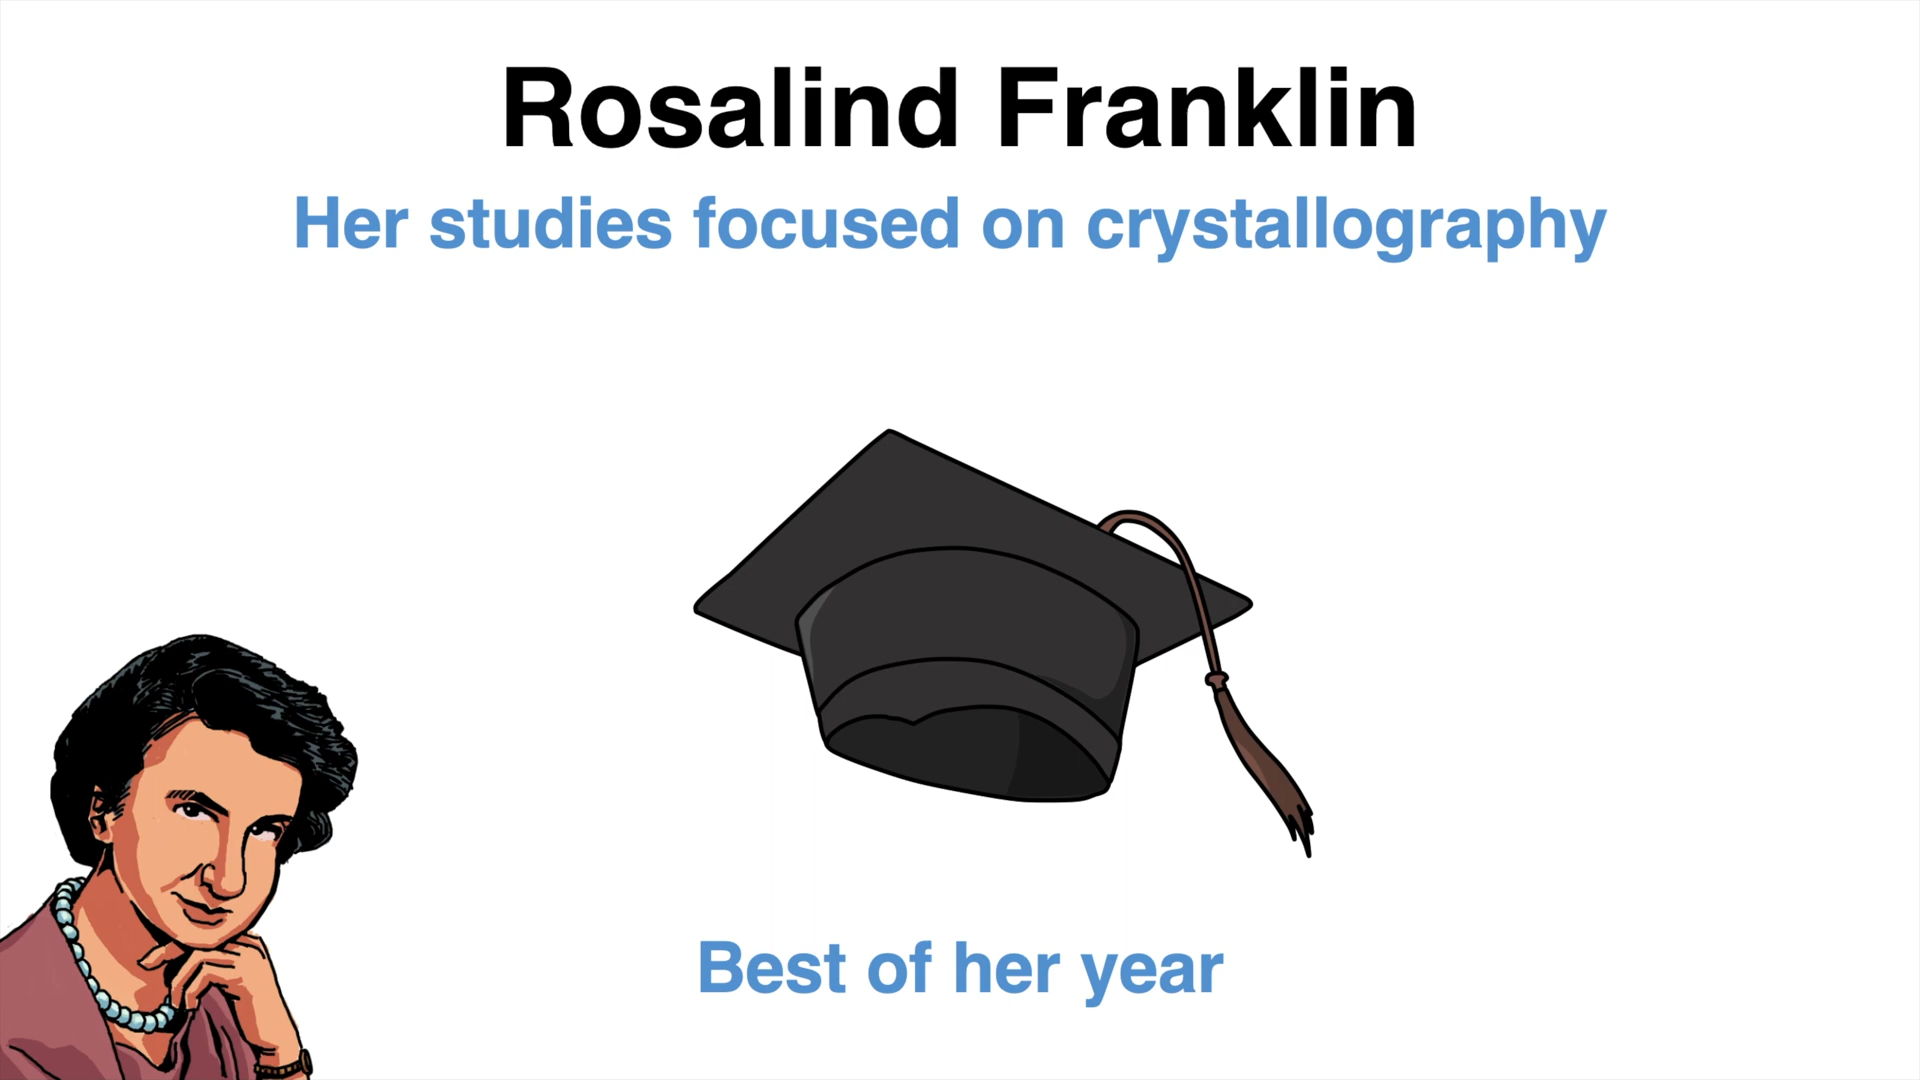 Rosalind Franklin
Her studies focused on crystallography
Best of her year